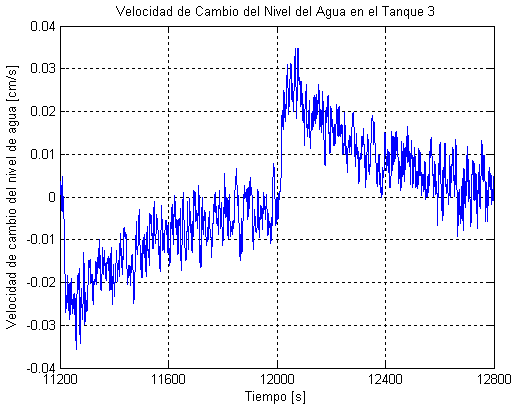 Velocidad de Cambio del Nivel del Agua en el Tanque 3
Velocidad de cambio del nivel de agua [cm/s]
0.04
0.03
0.02
0.01
0
-0.01
-0.02
-0.03
-0.04
11200 11600 12000 12400 12800
Tiempo [s]